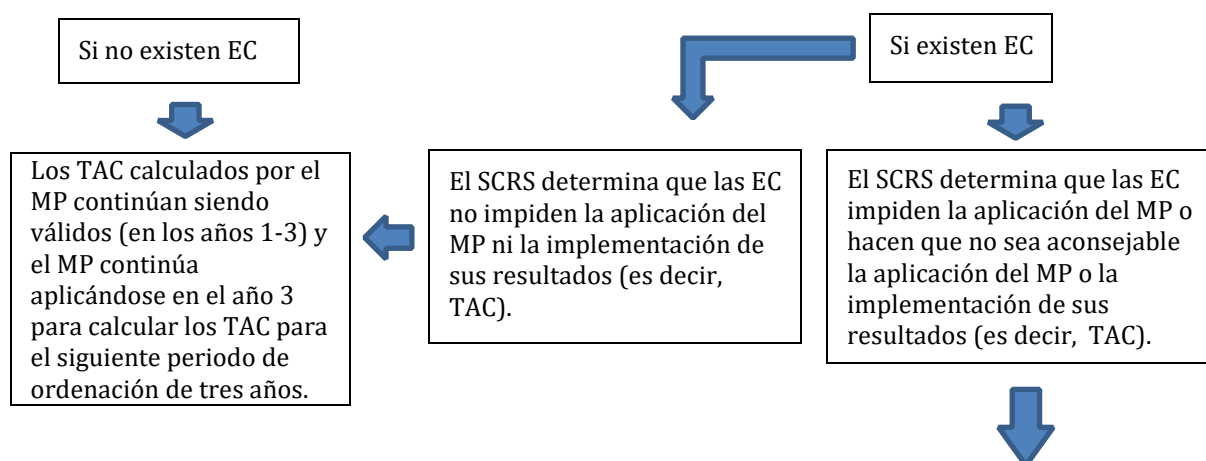 Si no existen EC
Si existen EC
Los TAC calculados por el
MP continúan siendo
válidos (en los años 1-3) y
el MP continúa
aplicándose en el año 3
para calcular los TAC para
el siguiente periodo de
ordenación de tres años.
El SCRS determina que las EC
no impiden la aplicación del
MP ni la implementación de
sus resultados (es decir,
TAC).
El SCRS determina que las EC
impiden la aplicación del MP o
hacen que no sea aconsejable
la aplicación del MP o la
implementación de sus
resultados (es decir, TAC).